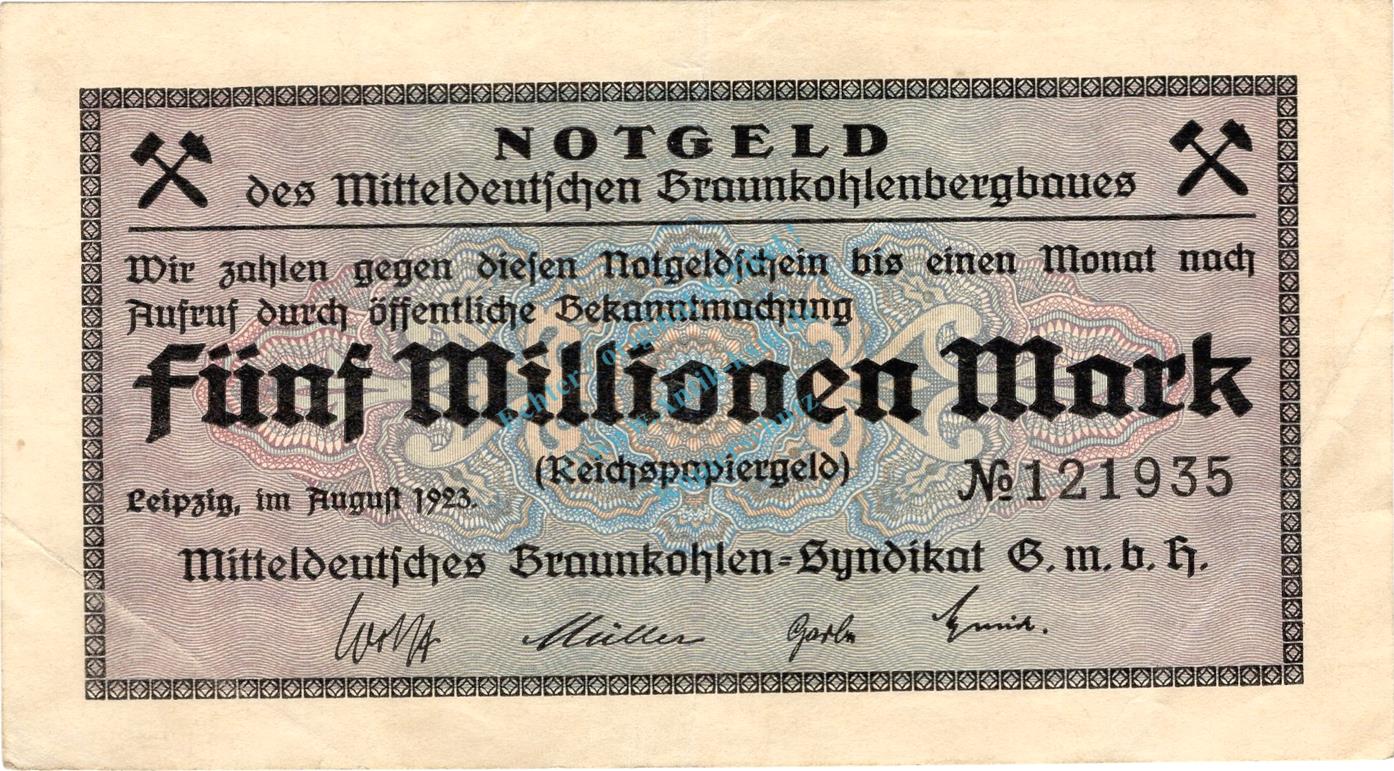 NOTGELD
des Mitteldeutschen Braunkohlenbergbaues
Wir zahlen gegen diesen Notgeldschein bis einen Monat nach
Aufruf durch öffentliche Bekanntmachung
Fünf Millionen Mark
(Reichspapiergeld)
Leipzig, im August 1923.
№121935
Mitteldeutsches Braunkohlen-Syndikat G. m. b. H.
Müller